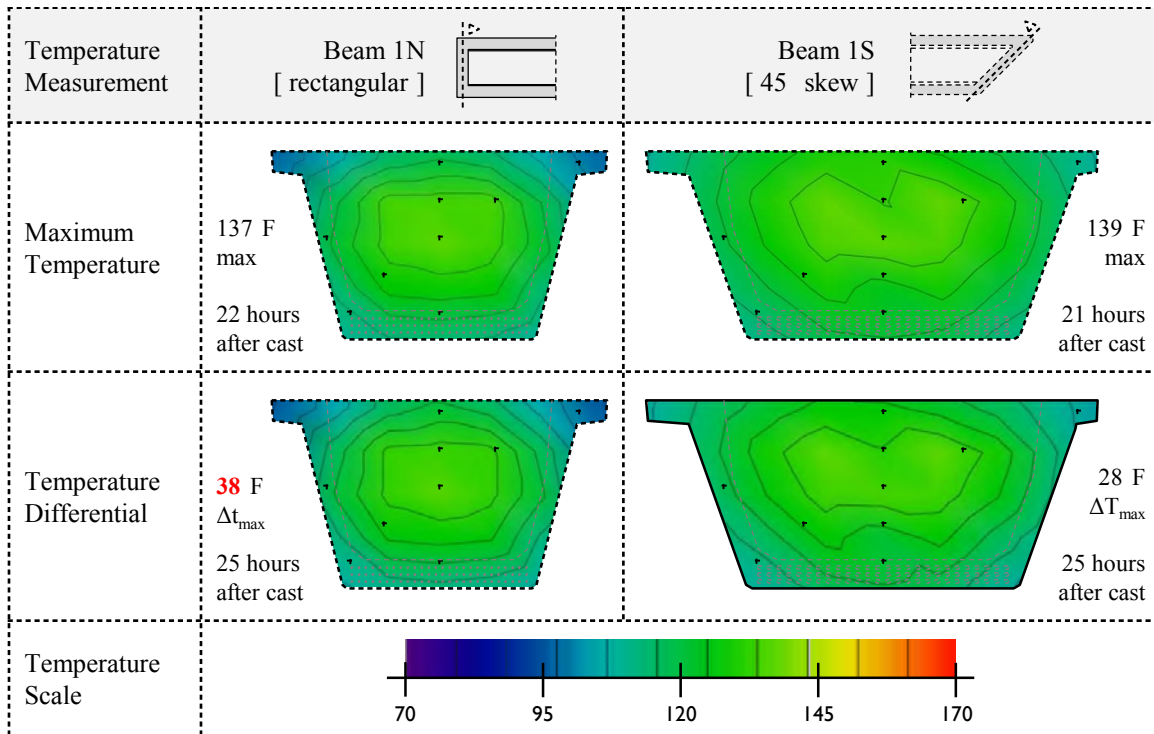 Temperature
Measurement
Beam 1N
[ rectangular ]
Beam 1S
[ 45 skew ]
Maximum
Temperature
137 F
max
22 hours
after cast
139 F
max
21 hours
after cast
Temperature
Differential
38 F
Δtmax
25 hours
after cast
28 F
ΔTmax
25 hours
after cast
Temperature
Scale
70 95 120 145 170